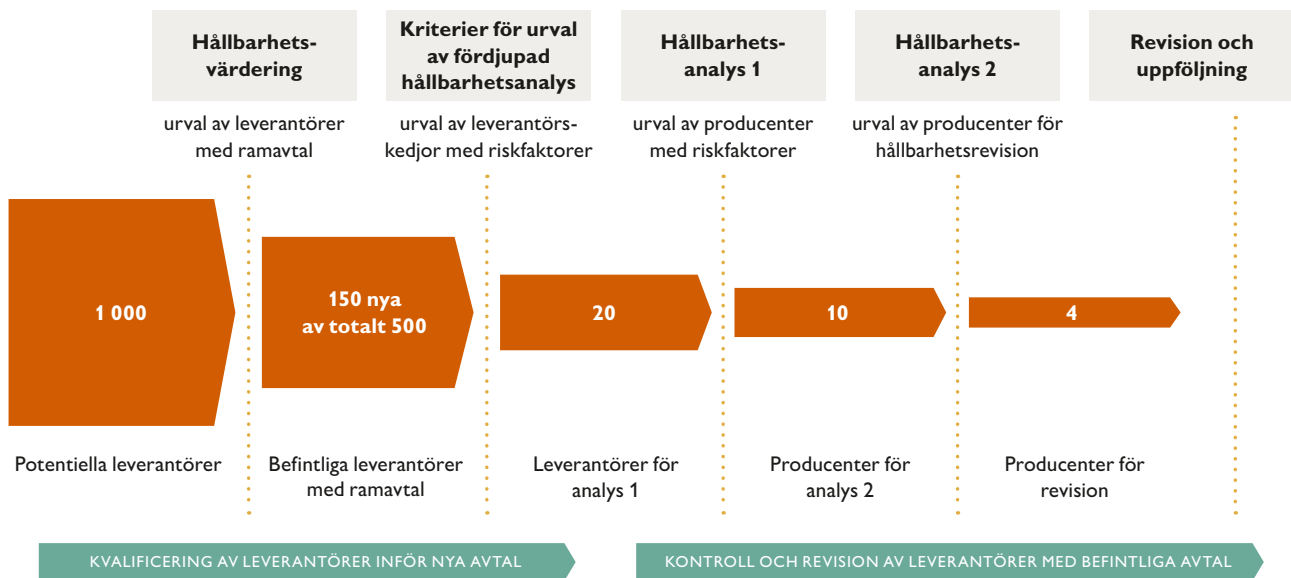 Hållbarhets-
värdering
Kriterier för urval
av fördjupad
hållbarhetsanalys
Hållbarhets-
analys 1
Hållbarhets-
analys 2
Revision och
uppföljning
urval av leverantörer
med ramavtal
urval av leverantörs-
kedjor med riskfaktorer
urval av producenter
med riskfaktorer
urval av producenter för
hållbarhetsrevision
1 000
150 nya
av totalt 500
20
10
4
Potentiella leverantörer
Befintliga leverantörer
med ramavtal
Leverantörer för
analys 1
Producenter för
analys 2
Producenter för
revision
KVALIFICERING AV LEVERANTÖRER INFÖR NYA AVTAL
KONTROLL OCH REVISION AV LEVERANTÖRER MED BEFINTLIGA AVTAL